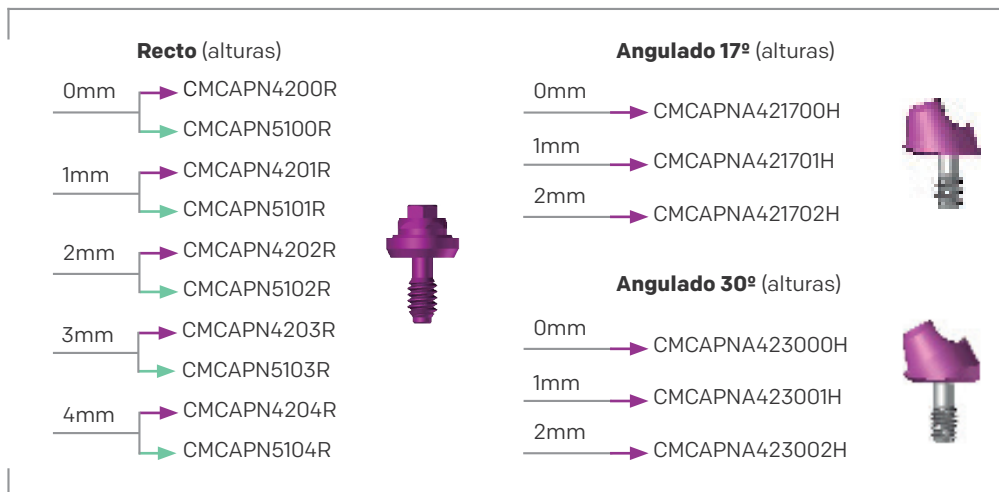 Recto (alturas)
0mm
CMCAPN4200R
CMCAPN5100R
1mm
CMCAPN4201R
CMCAPN5101R
2mm
CMCAPN4202R
CMCAPN5102R
3mm
CMCAPN4203R
CMCAPN5103R
4mm
CMCAPN4204R
CMCAPN5104R
Angulado 17º (alturas)
0mm
CMCAPNA421700H
1mm
CMCAPNA421701H
2mm
CMCAPNA421702H
Angulado 30º (alturas)
0mm
CMCAPNA423000H
1mm
CMCAPNA423001H
2mm
CMCAPNA423002H